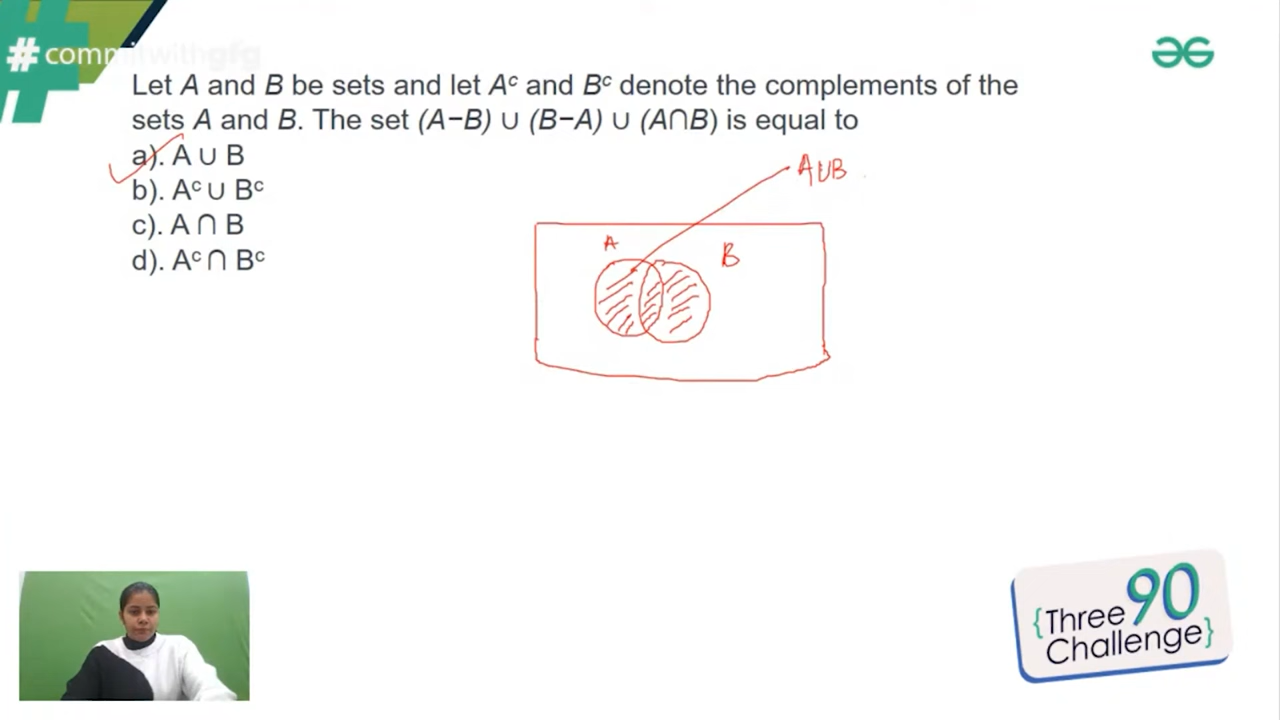 #commitwithgfg
Let A and B be sets and let Aᶜ and Bᶜ denote the complements of the
sets A and B. The set (A−B) ∪ (B−A) ∪ (A∩B) is equal to
a). A ∪ B
b). Aᶜ ∪ Bᶜ
c). A ∩ B
d). Aᶜ ∩ Bᶜ
A∪B
A
B
{Three 90
Challenge}